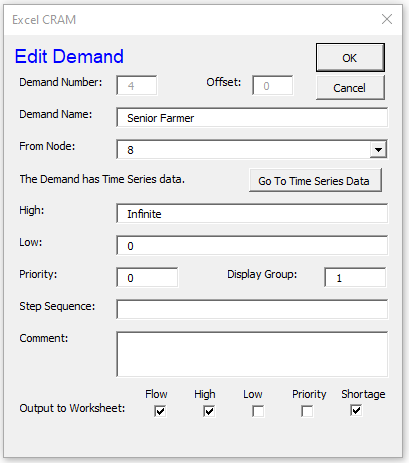 Excel CRAM
Edit Demand
OK
Demand Number: 4 Offset: 0
Cancel
Demand Name: Senior Farmer
From Node: 8
The Demand has Time Series data. Go To Time Series Data
High: Infinite
Low: 0
Priority: 0 Display Group: 1
Step Sequence:
Comment:
Flow High Low Priority Shortage
Output to Worksheet: